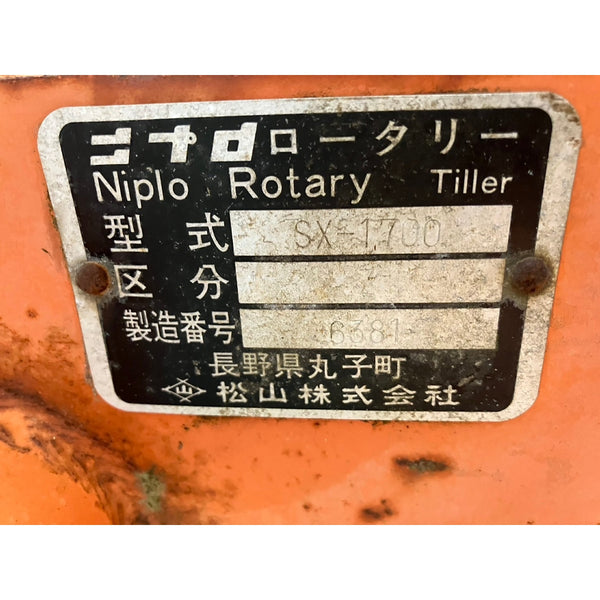 ニプロロータリー
Niplo Rotary Tiller
型式 SX-1700
区分
製造番号 6381
長野県丸子町
松山株式会社